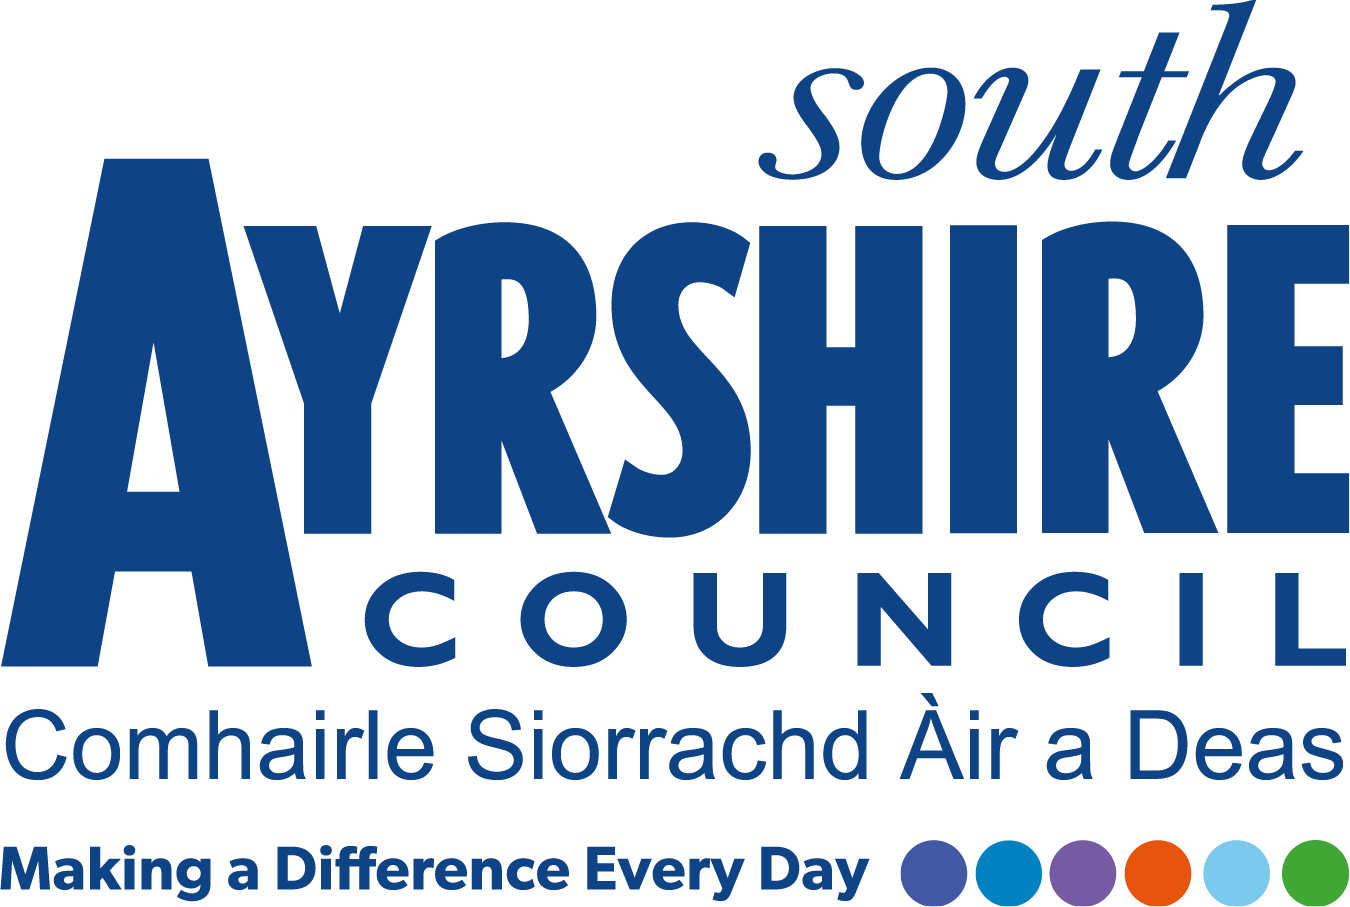 south
AYRSHIRE
COUNCIL
Comhairle Siorrachd Àir a Deas
Making a Difference Every Day